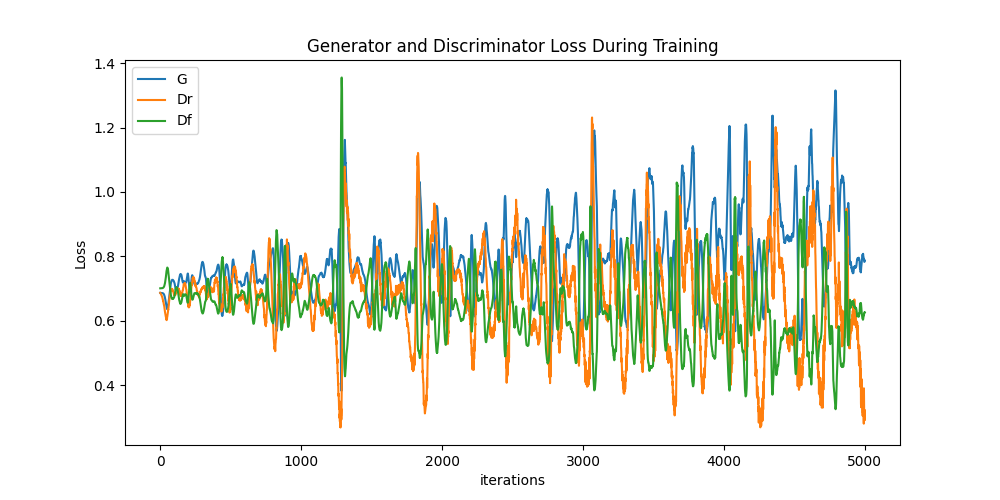 Generator and Discriminator Loss During Training
G
Dr
Df
Loss
1.4
1.2
1.0
0.8
0.6
0.4
0
1000
2000
3000
4000
5000
iterations